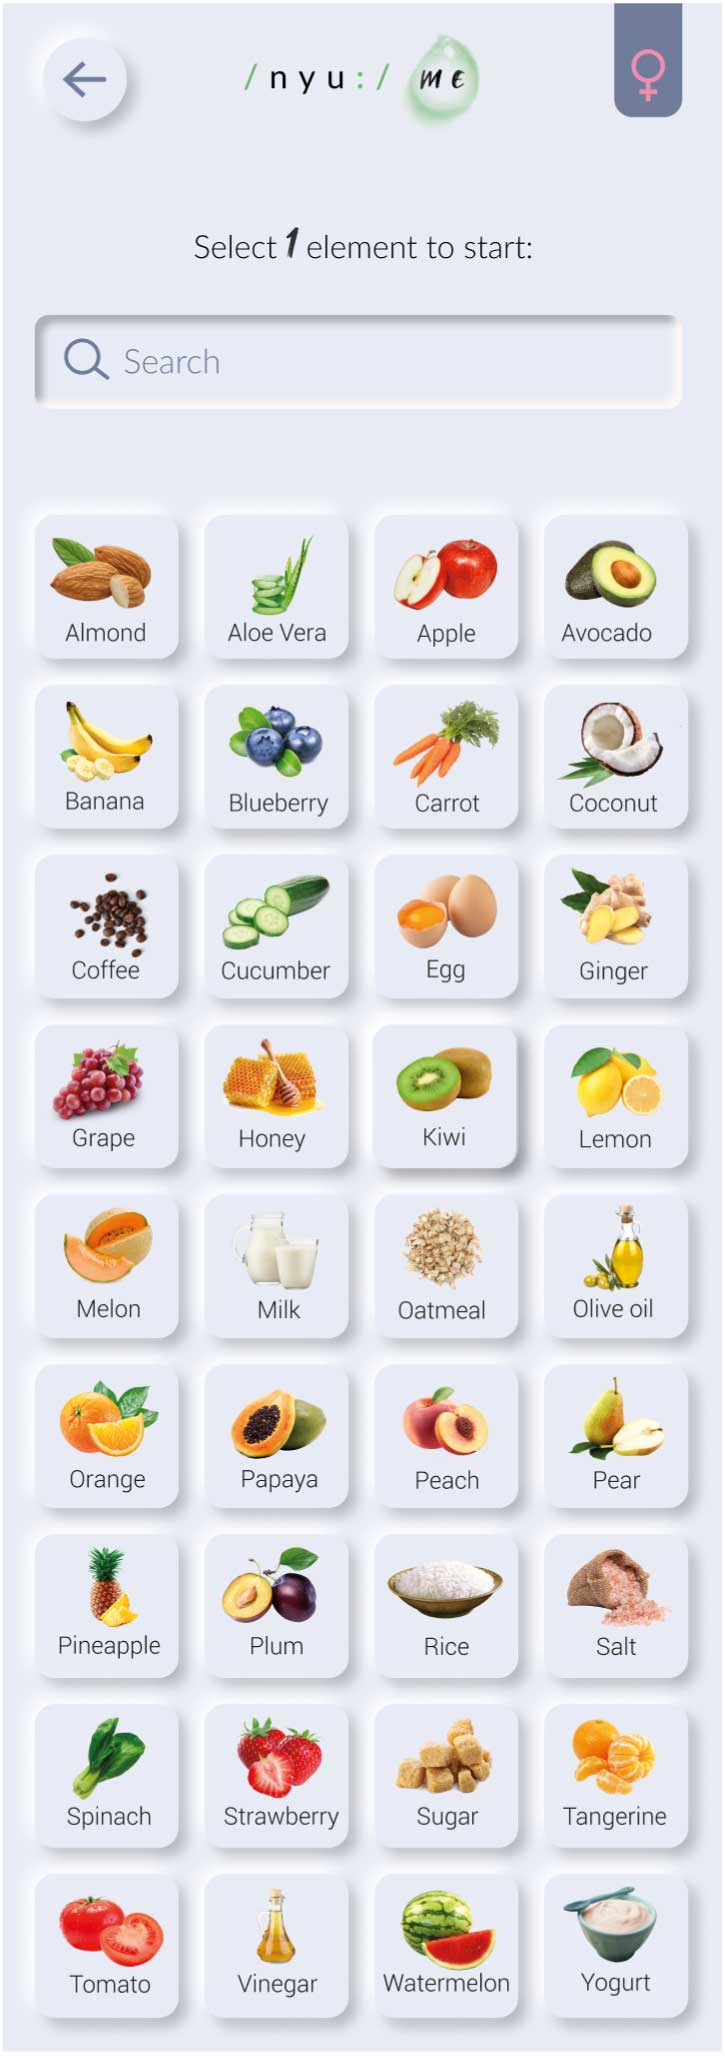 /nyu:/ ME
Select 1 element to start:
Search
Almond Aloe Vera Apple Avocado
Banana Blueberry Carrot Coconut
Coffee Cucumber Egg Ginger
Grape Honey Kiwi Lemon
Melon Milk Oatmeal Olive oil
Orange Papaya Peach Pear
Pineapple Plum Rice Salt
Spinach Strawberry Sugar Tangerine
Tomato Vinegar Watermelon Yogurt